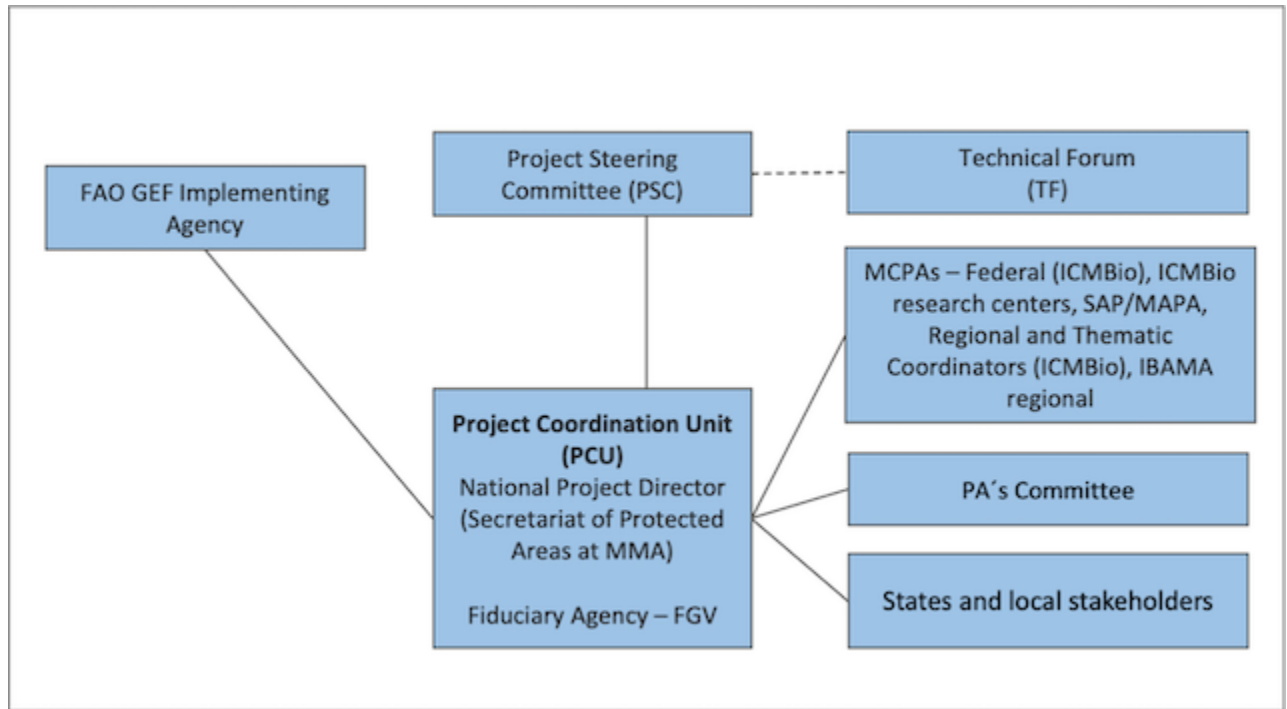 FAO GEF Implementing
Agency
Project Steering
Committee (PSC)
Technical Forum
(TF)
MCPAs – Federal (ICMBio), ICMBio
research centers, SAP/MAPA,
Regional and Thematic
Coordinators (ICMBio), IBAMA
regional
Project Coordination Unit
(PCU)
National Project Director
(Secretariat of Protected
Areas at MMA)
Fiduciary Agency – FGV
PA´s Committee
States and local stakeholders